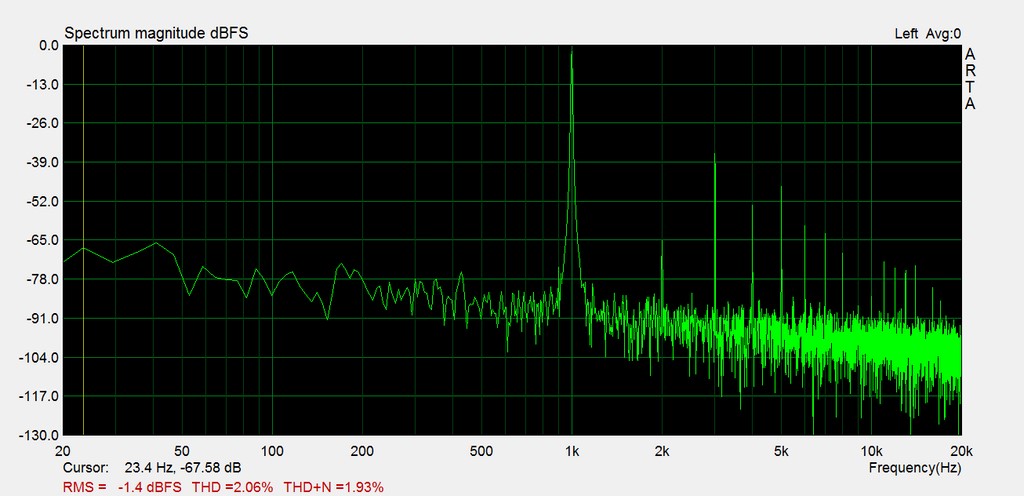 Spectrum magnitude dBFS
Left Avg:0
A
R
T
A
0.0
-13.0
-26.0
-39.0
-52.0
-65.0
-78.0
-91.0
-104.0
-117.0
-130.0
20 50 100 200 500 1k 2k 5k 10k 20k
Cursor: 23.4 Hz, -67.58 dB
Frequency(Hz)
RMS = -1.4 dBFS THD =2.06% THD+N =1.93%